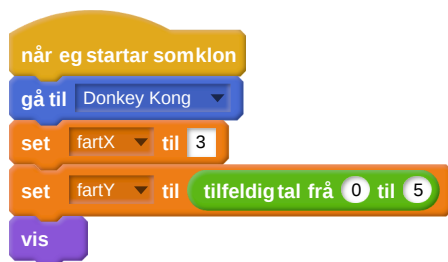 når eg startar som klon
gå til Donkey Kong
set fartX til 3
set fartY til tilfeldig tal frå 0 til 5
vis